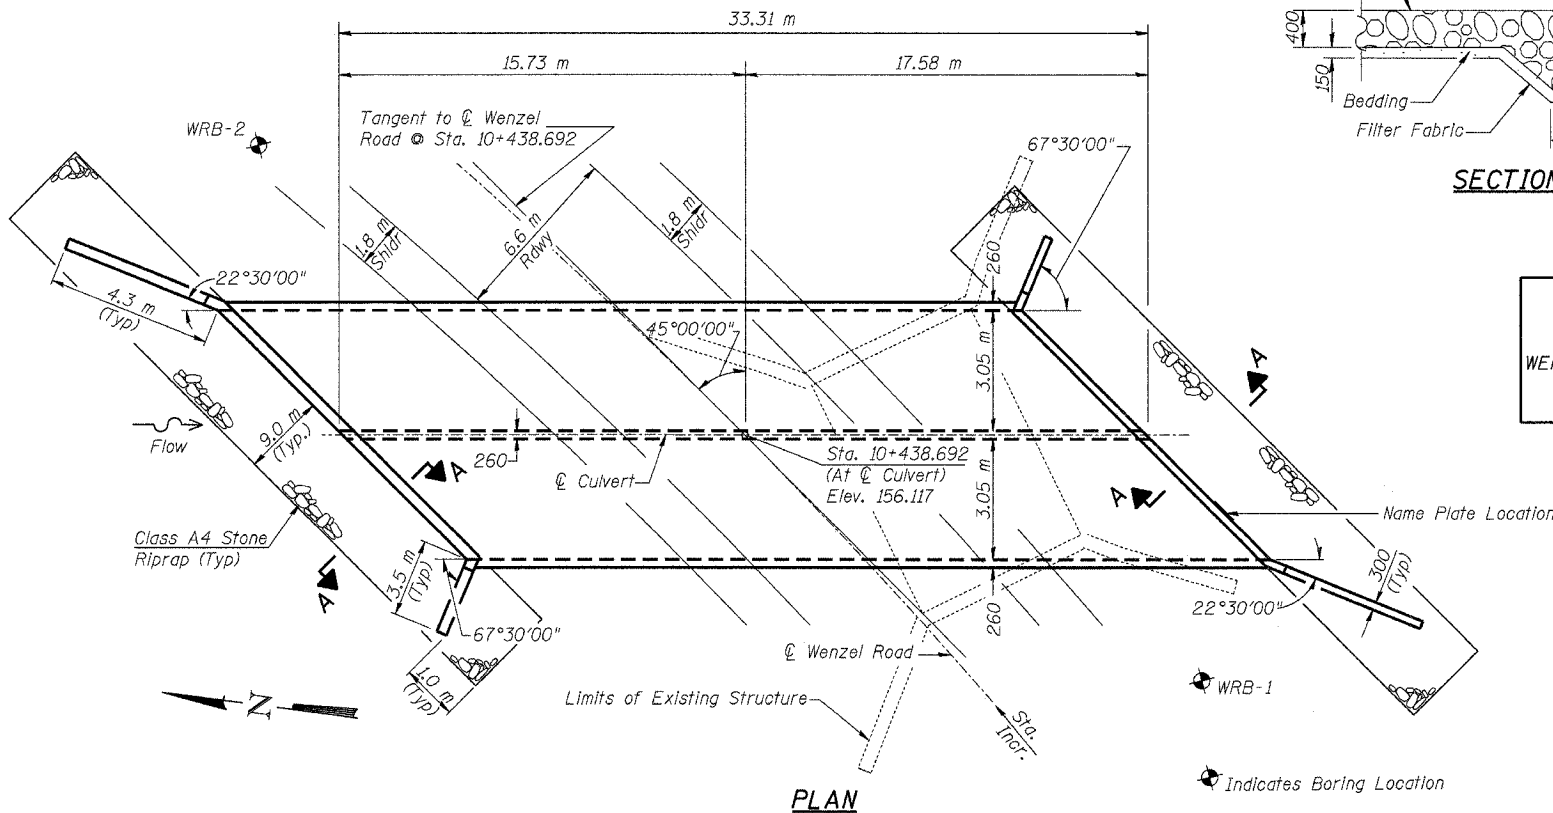 33.31 m
15.73 m
17.58 m
400
150
Bedding
Filter Fabric
SECTION
Tangent to ℄ Wenzel
Road @ Sta. 10+438.692
WRB-2
67°30'00"
1.8 m
Shldr
6.6 m
Rdwy
1.8 m
Shldr
260
22°30'00"
4.3 m
(Typ)
45°00'00"
3.05 m
A
9.0 m
(Typ.)
Flow
260
A
℄ Culvert
Sta. 10+438.692
(At ℄ Culvert)
Elev. 156.117
3.05 m
A
Name Plate Location
Class A4 Stone
Riprap (Typ)
A
3.5 m
(Typ)
67°30'00"
1.0 m
(Typ)
300
(Typ)
22°30'00"
260
℄ Wenzel Road
Limits of Existing Structure
N
Sta.
Incr.
WRB-1
Indicates Boring Location
PLAN